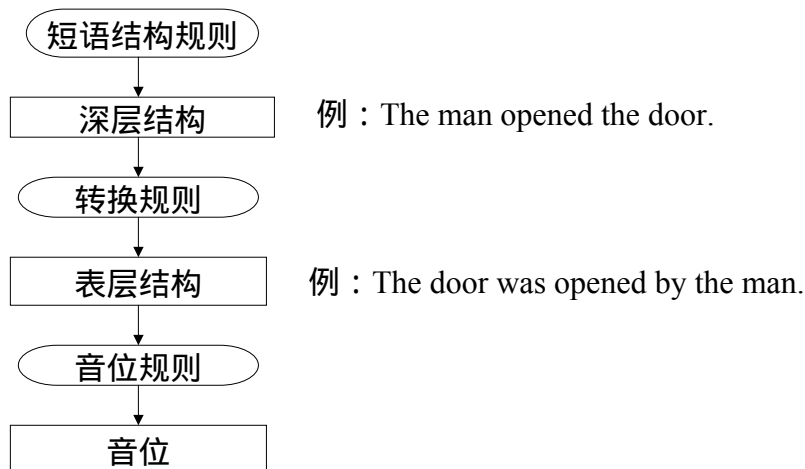 短语结构规则
深层结构 例：The man opened the door.
转换规则
表层结构 例：The door was opened by the man.
音位规则
音位